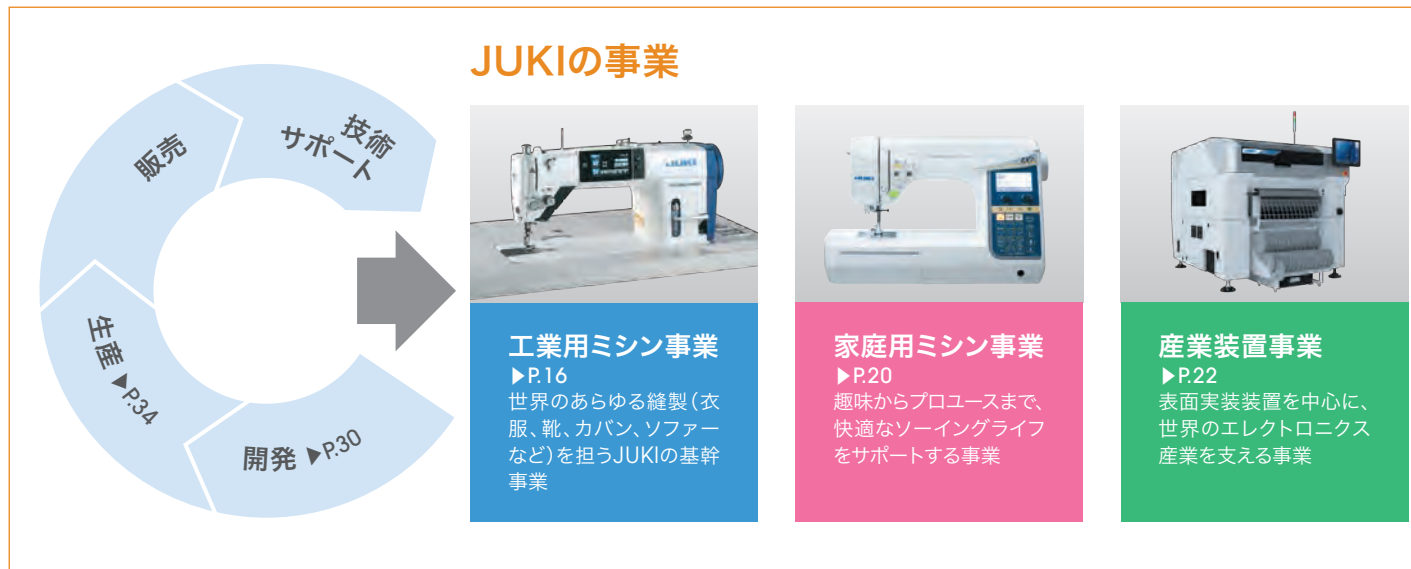 JUKIの事業
技術
サポート
販売
生産 ▶P.34
開発 ▶P.30
JUKI
工業用ミシン事業
▶P.16
世界のあらゆる縫製（衣
服、靴、カバン、ソファー
など）を担うJUKIの基幹
事業
JUKI
家庭用ミシン事業
▶P.20
趣味からプロユースまで、
快適なソーイングライフ
をサポートする事業
産業装置事業
▶P.22
表面実装装置を中心に、
世界のエレクトロニクス
産業を支える事業